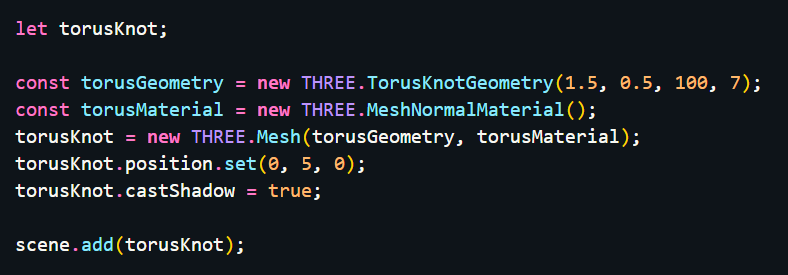 let torusKnot;
const torusGeometry = new THREE.TorusKnotGeometry(1.5, 0.5, 100, 7);
const torusMaterial = new THREE.MeshNormalMaterial();
torusKnot = new THREE.Mesh(torusGeometry, torusMaterial);
torusKnot.position.set(0, 5, 0);
torusKnot.castShadow = true;
scene.add(torusKnot);